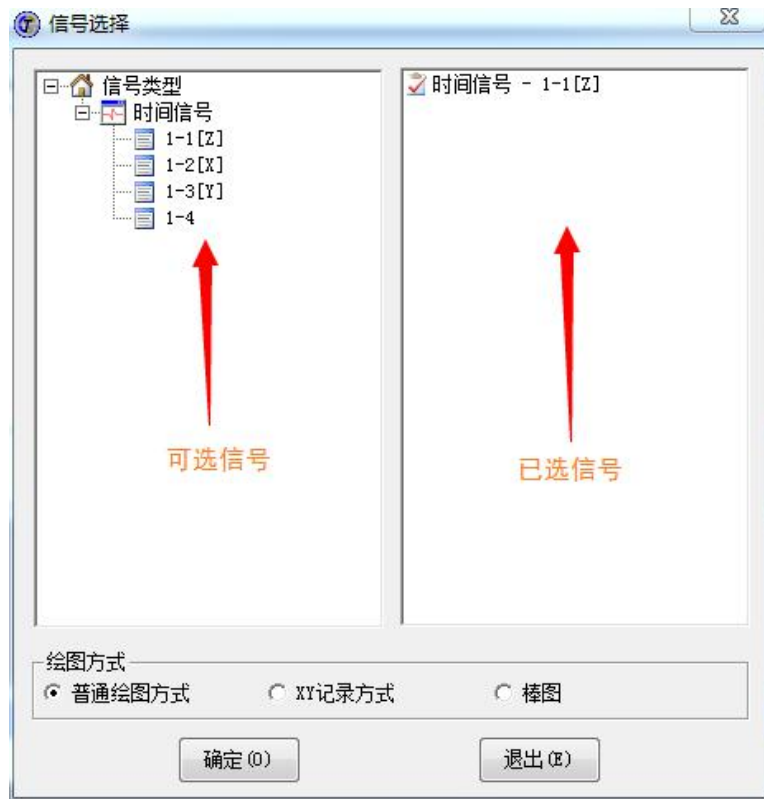 信号选择
信号类型
时间信号
1-1[Z]
1-2[X]
1-3[Y]
1-4
时间信号 - 1-1[Z]
可选信号
已选信号
绘图方式
普通绘图方式 XY记录方式 棒图
确定(O) 退出(E)